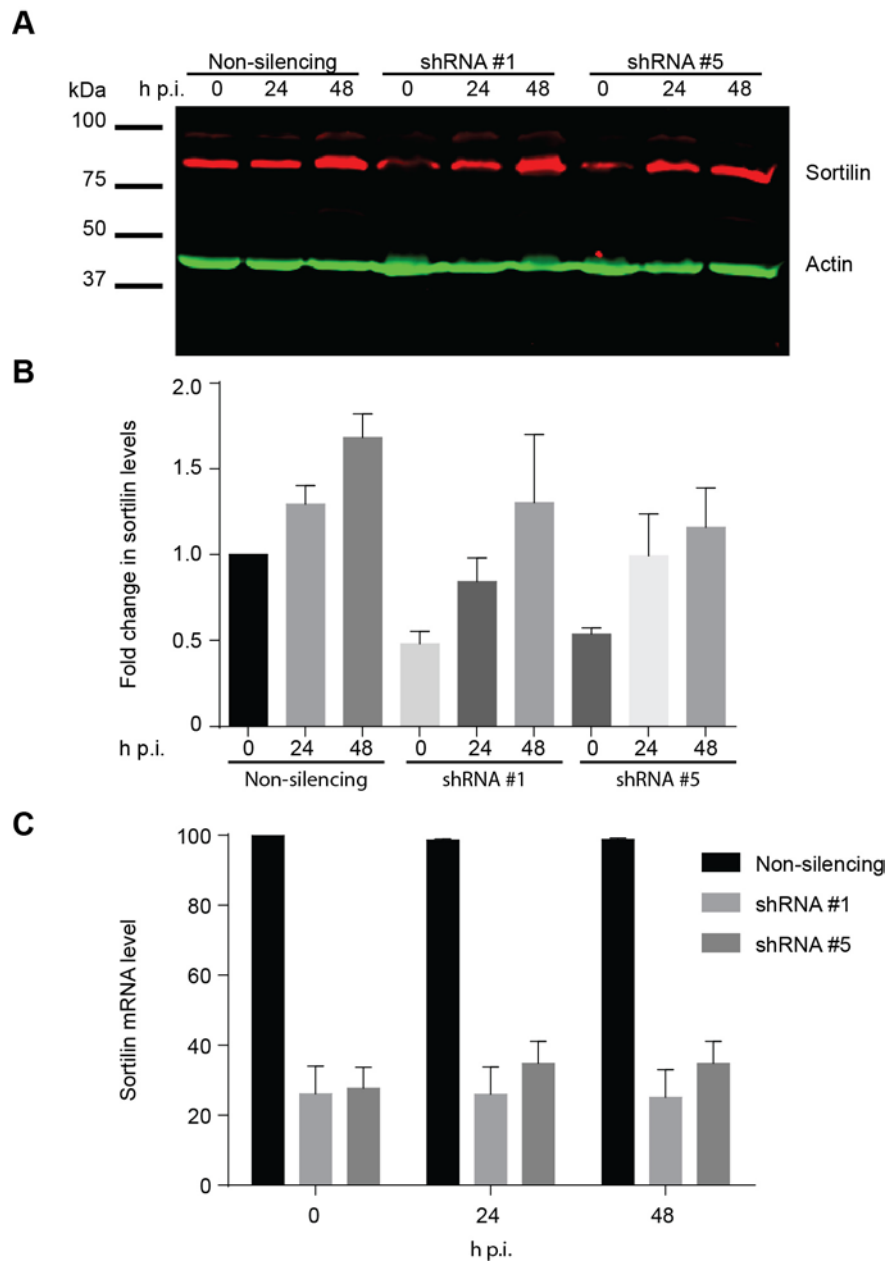 A
Non-silencing shRNA #1 shRNA #5
kDa h p.i. 0 24 48 0 24 48 0 24 48
100
75
50
37
Sortilin
Actin
B
Fold change in sortilin levels
2.0
1.5
1.0
0.5
0
h p.i. 0 24 48 0 24 48 0 24 48
Non-silencing shRNA #1 shRNA #5
C
Sortilin mRNA level
100
80
60
40
20
0
0 24 48
h p.i.
Non-silencing
shRNA #1
shRNA #5